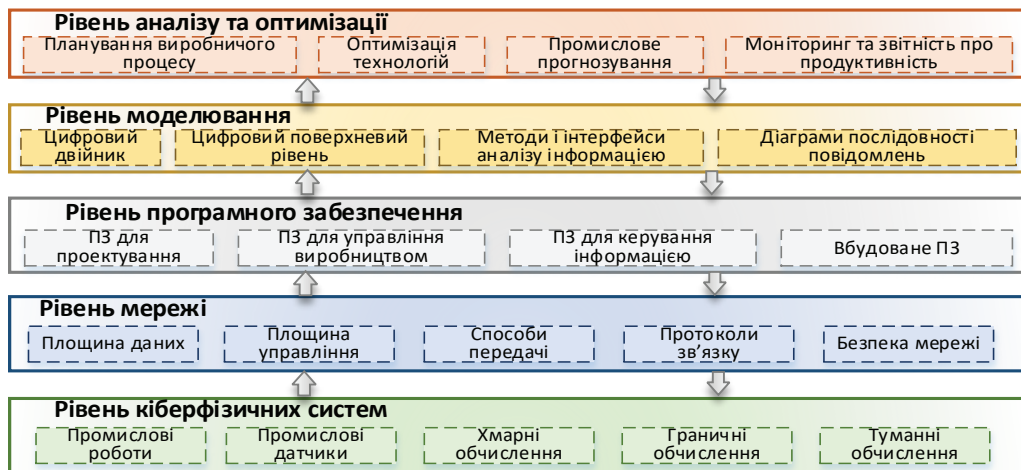 Рівень аналізу та оптимізації
Планування виробничого
процесу
Оптимізація
технологій
Промислове
прогнозування
Моніторинг та звітність про
продуктивність
Рівень моделювання
Цифровий
двійник
Цифровий поверхневий
рівень
Методи і інтерфейси
аналізу інформацією
Діаграми послідовності
повідомлень
Рівень програмного забезпечення
ПЗ для
проектування
ПЗ для управління
виробництвом
ПЗ для керування
інформацією
Вбудоване ПЗ
Рівень мережі
Площина даних
Площина
управління
Способи
передачі
Протоколи
зв’язку
Безпека мережі
Рівень кіберфізичних систем
Промислові
роботи
Промислові
датчики
Хмарні
обчислення
Граничні
обчислення
Туманні
обчислення